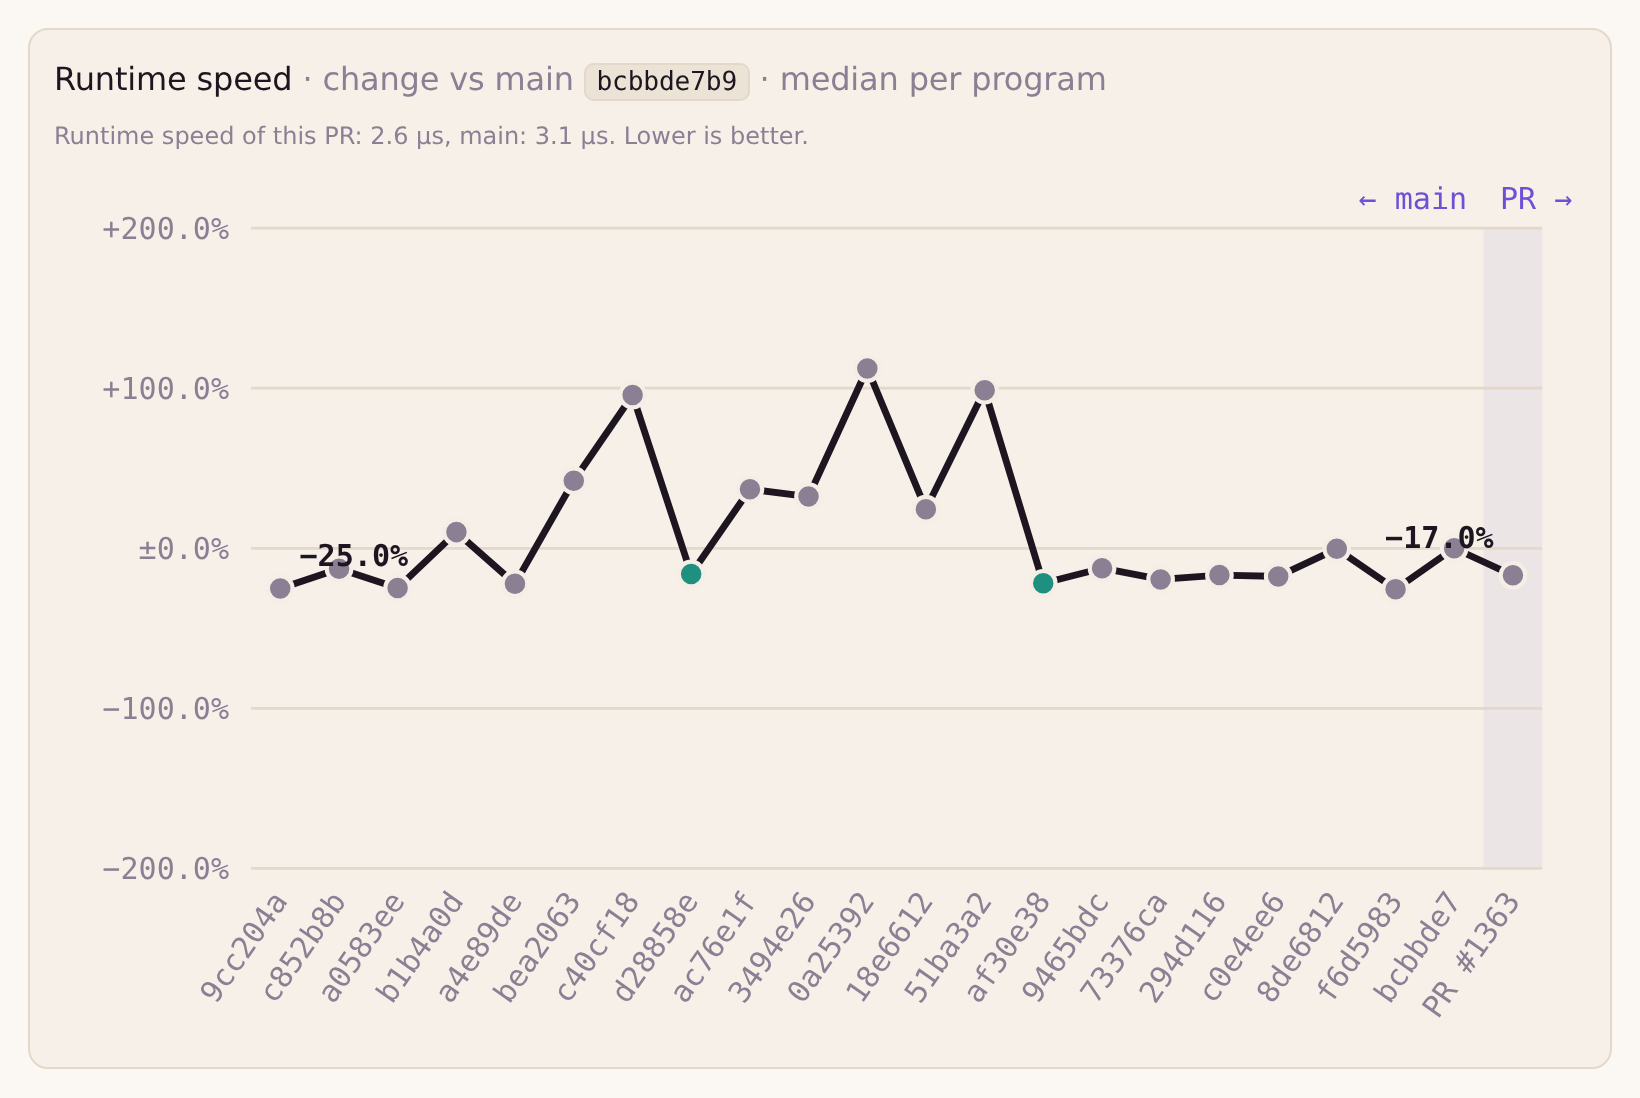 Runtime speed · change vs main bcbbde7b9 · median per program
Runtime speed of this PR: 2.6 µs, main: 3.1 µs. Lower is better.
← main PR →
+200.0%
+100.0%
±0.0%
−100.0%
−200.0%
−25.0%
−17.0%
9cc204a
c852b8b
a0583ee
b1b4a0d
a4e89de
bea2063
c40cf18
d28858e
ac76e1f
3494e26
0a25392
18e6612
51ba3a2
af30e38
9465bdc
73376ca
294d116
c0e4ee6
8de6812
f6d5983
bcbbde7
PR #1363